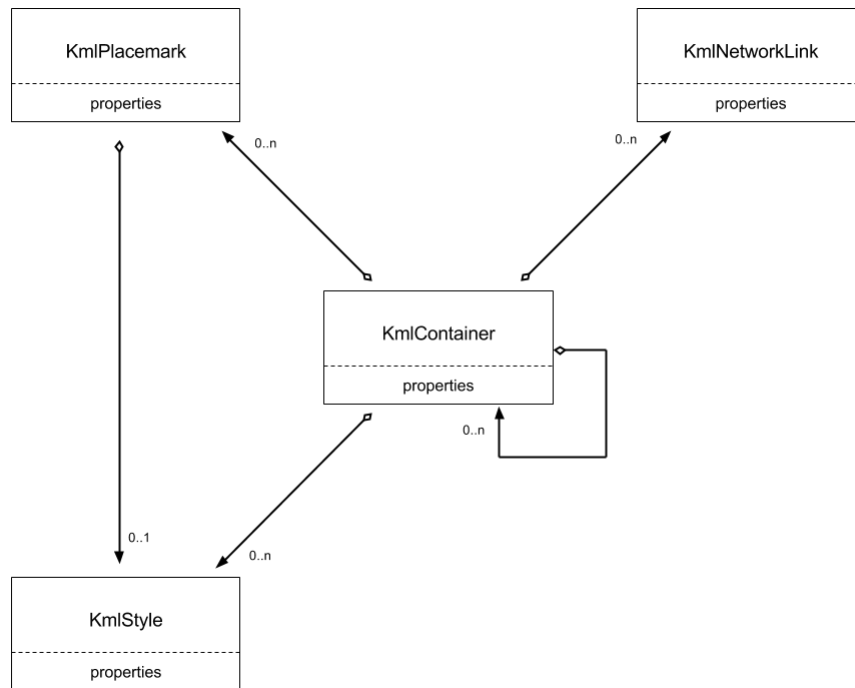 KmlPlacemark
properties
KmlNetworkLink
properties
0..n
0..n
KmlContainer
properties
0..n
0..1
0..n
KmlStyle
properties